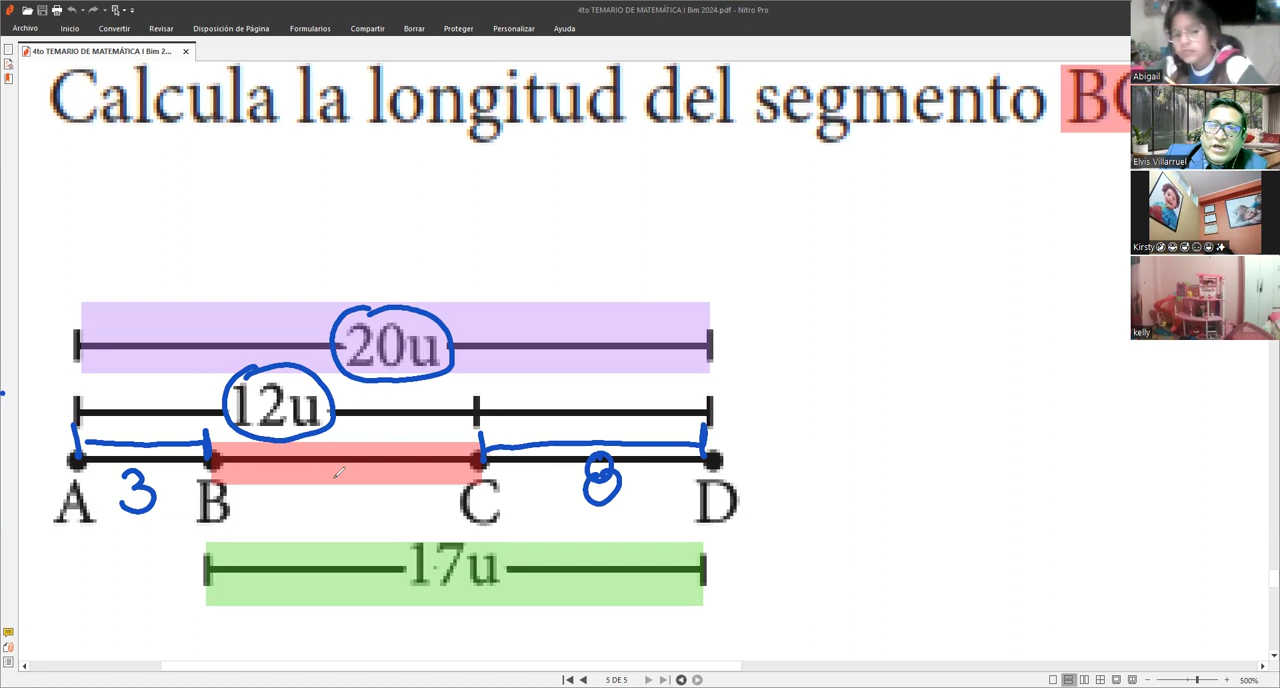 4to TEMARIO DE MATEMÁTICA I Bim 2024.pdf - Nitro Pro
Archivo Inicio Convertir Revisar Disposición de Página Formularios Compartir Borrar Proteger Personalizar Ayuda
4to TEMARIO DE MATEMÁTICA I Bim 2...
Calcula la longitud del segmento BC
Abigail
Elvis Villarruel
Kirsty
kelly
20u
12u
3 8
A B C D
17u
5 DE 5
500%